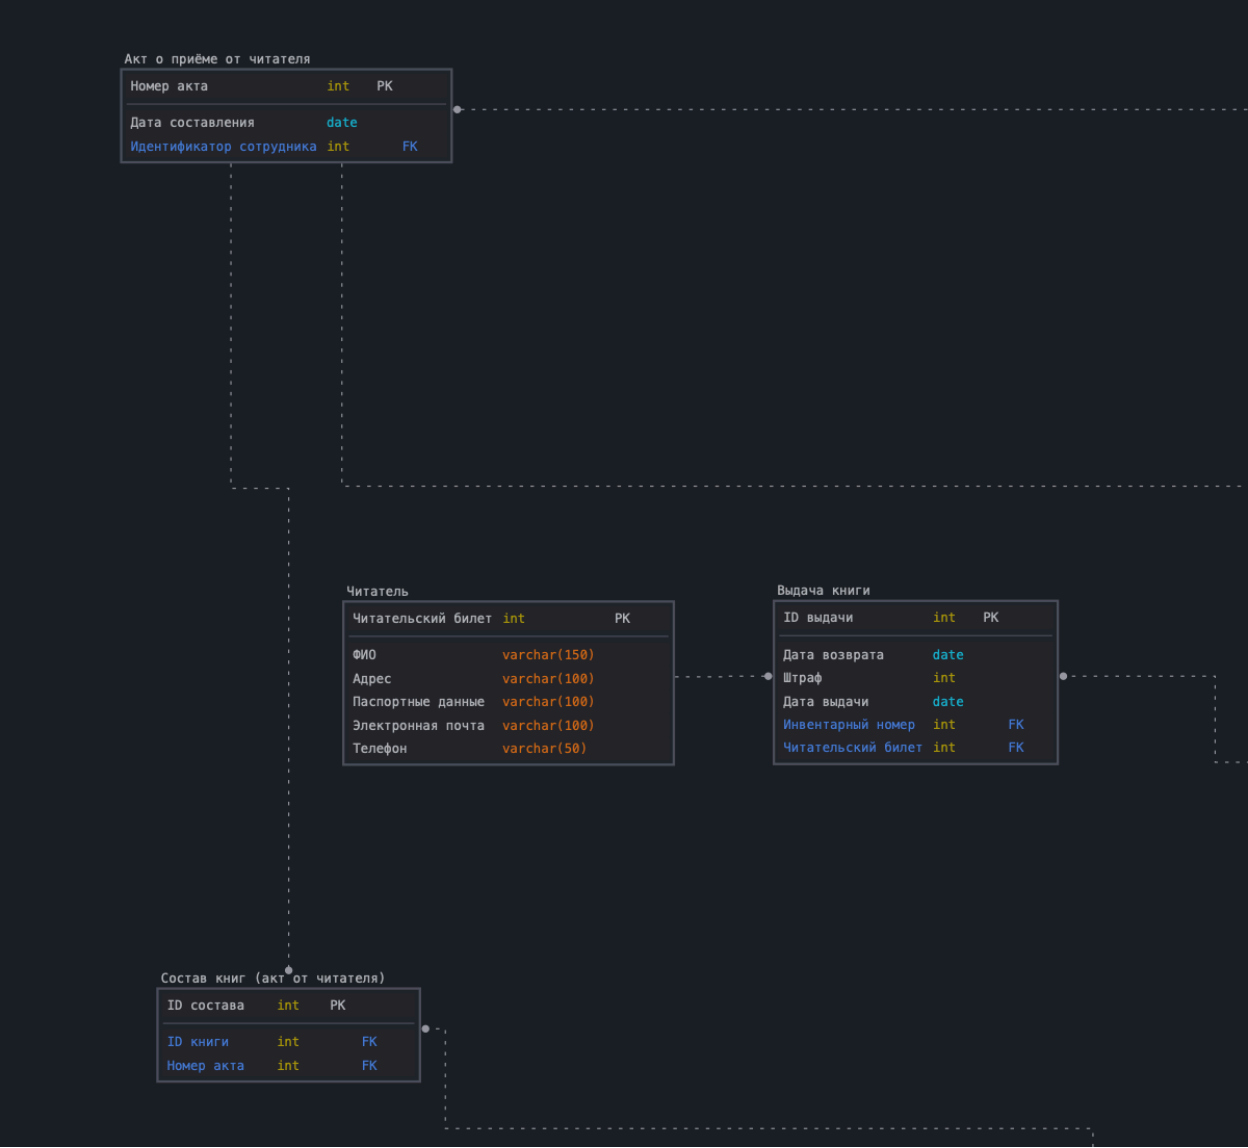 Акт о приёме от читателя
Номер акта int PK
Дата составления date
Идентификатор сотрудника int FK
Читатель
Читательский билет int PK
ФИО varchar(150)
Адрес varchar(100)
Паспортные данные varchar(100)
Электронная почта varchar(100)
Телефон varchar(50)
Выдача книги
ID выдачи int PK
Дата возврата date
Штраф int
Дата выдачи date
Инвентарный номер int FK
Читательский билет int FK
Состав книг (акт от читателя)
ID состава int PK
ID книги int FK
Номер акта int FK